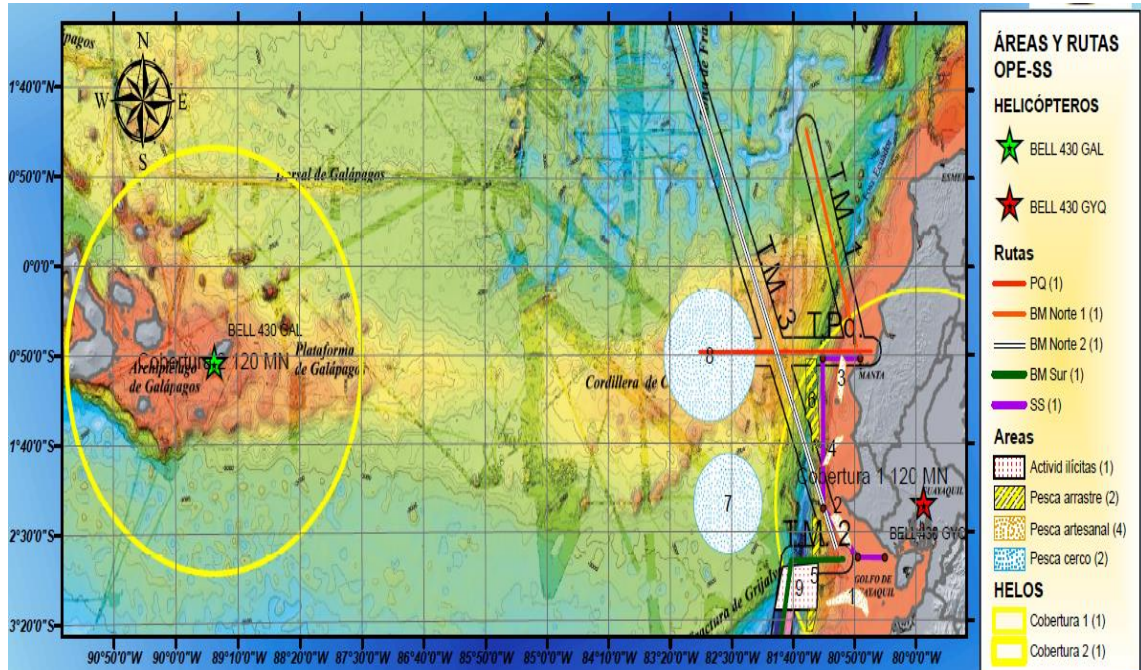 N
W E
S
1°40'0"N
0°50'0"N
0°0'0"
0°50'0"S
1°40'0"S
2°30'0"S
3°20'0"S
Dorsal de Galápagos
BELL 430 GAL
Cobertura 2 120 MN
Archipiélago
de Galápagos
Plataforma
de Galápagos
Cordillera de C
T.M. 1
T.M. 3
T.Pq
T.M. 2
8
7
3
6
4
2
5
9
1
MANTA
ESME
Cobertura 1 120 MN
GUAYAQUIL
BELL 430 GYQ
GOLFO DE
GUAYAQUIL
Fractura de Grijalva
90°50'0"W 90°0'0"W 89°10'0"W 88°20'0"W 87°30'0"W 86°40'0"W 85°50'0"W 85°0'0"W 84°10'0"W 83°20'0"W 82°30'0"W 81°40'0"W 80°50'0"W 80°0'0"W
ÁREAS Y RUTAS
OPE-SS
HELICÓPTEROS
BELL 430 GAL
BELL 430 GYQ
Rutas
PQ (1)
BM Norte 1 (1)
BM Norte 2 (1)
BM Sur (1)
SS (1)
Areas
Activid ilícitas (1)
Pesca arrastre (2)
Pesca artesanal (4)
Pesca cerco (2)
HELOS
Cobertura 1 (1)
Cobertura 2 (1)